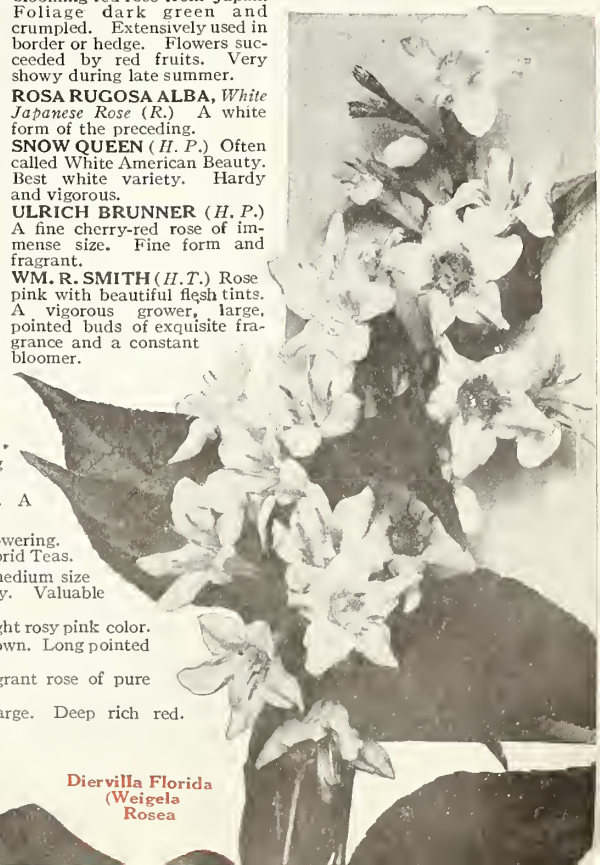 Foliage dark green and
crumpled. Extensively used in
border or hedge. Flowers suc-
ceeded by red fruits. Very
showy during late summer.
ROSA RUGOSA ALBA, White
Japanese Rose (R.) A white
form of the preceding.
SNOW QUEEN (H. P.) Often
called White American Beauty.
Best white variety. Hardy
and vigorous.
ULRICH BRUNNER (H. P.)
A fine cherry-red rose of im-
mense size. Fine form and
fragrant.
WM. R. SMITH (H.T.) Rose
pink with beautiful flesh tints.
A vigorous grower, large,
pointed buds of exquisite fra-
grance and a constant
bloomer.
. A
wering.
brid Teas.
medium size
y. Valuable
ght rosy pink color.
own. Long pointed
grant rose of pure
arge. Deep rich red.
Diervilla Florida
(Weigela
Rosea